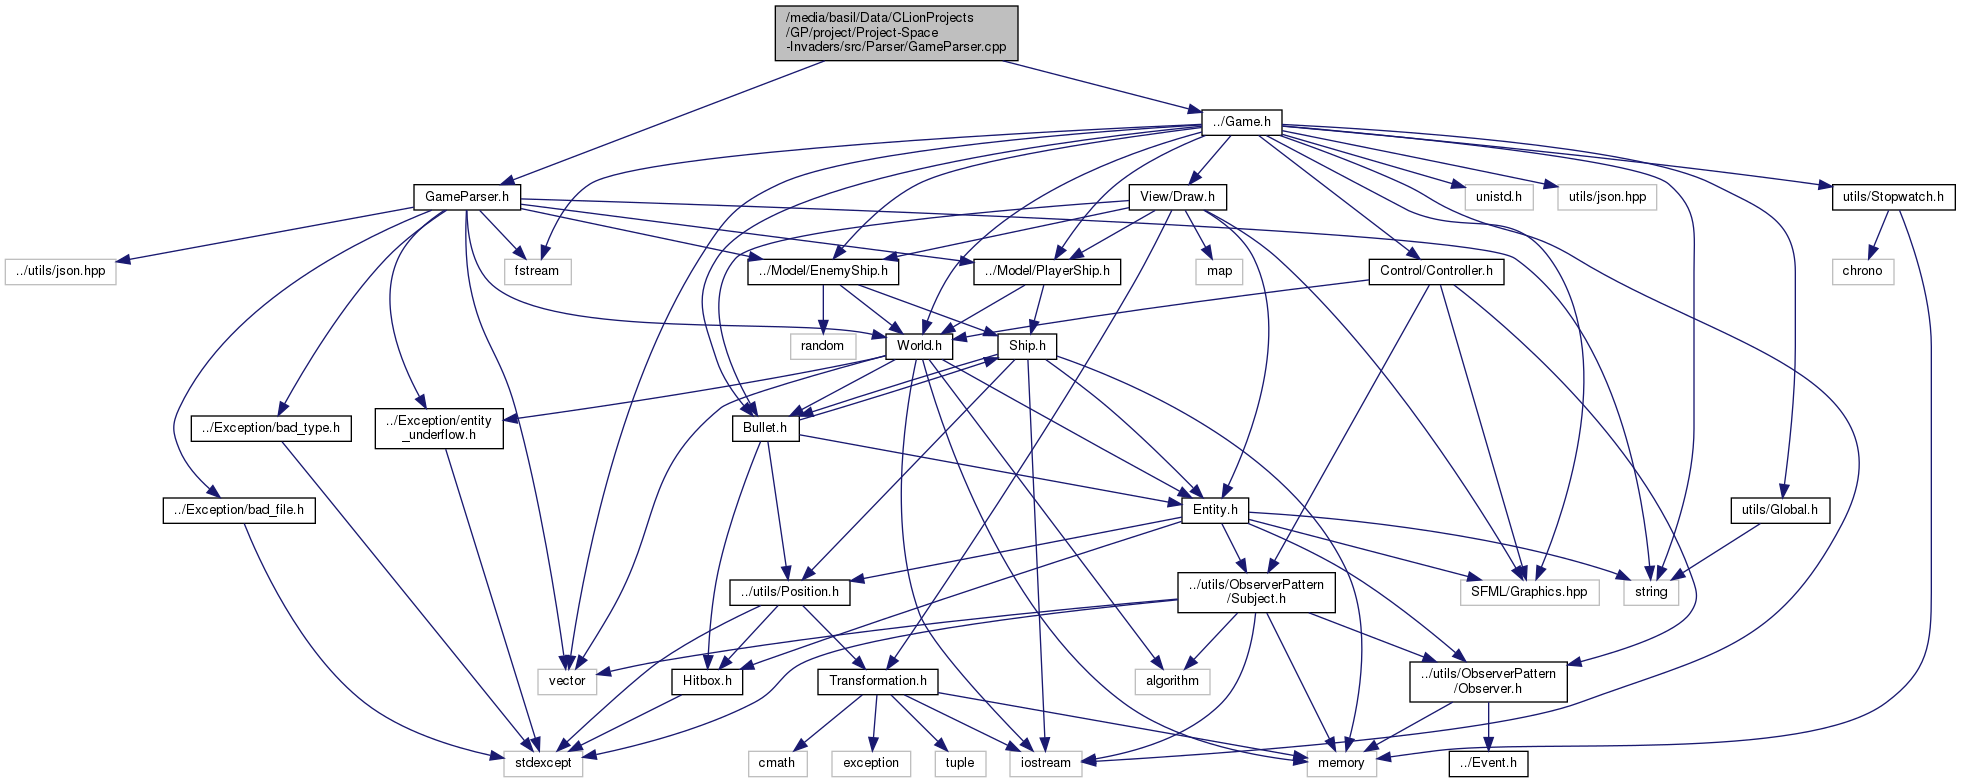 /media/basil/Data/CLionProjects
/GP/project/Project-Space
-Invaders/src/Parser/GameParser.cpp
../Game.h
GameParser.h
View/Draw.h
unistd.h
utils/json.hpp
utils/Stopwatch.h
../utils/json.hpp
fstream
../Model/EnemyShip.h
../Model/PlayerShip.h
map
Control/Controller.h
chrono
random
World.h
Ship.h
../Exception/bad_type.h
../Exception/entity
_underflow.h
Bullet.h
../Exception/bad_file.h
Entity.h
utils/Global.h
../utils/Position.h
../utils/ObserverPattern
/Subject.h
SFML/Graphics.hpp
string
vector
Hitbox.h
Transformation.h
algorithm
../utils/ObserverPattern
/Observer.h
stdexcept
cmath
exception
tuple
iostream
memory
../Event.h